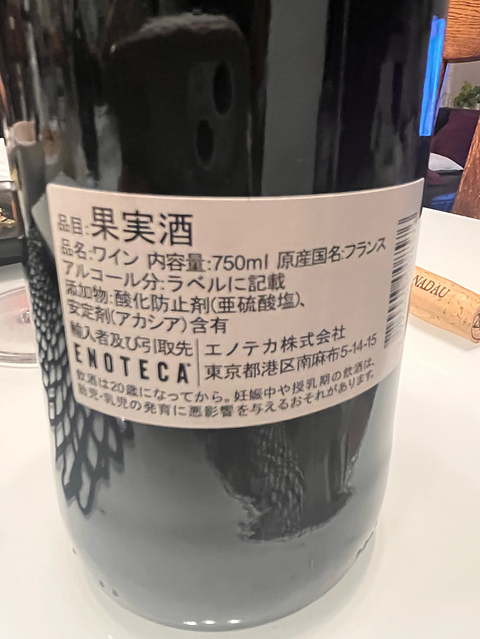 品目:果実酒
品名:ワイン 内容量:750ml 原産国名:フランス
アルコール分:ラベルに記載
添加物:酸化防止剤(亜硫酸塩)、
安定剤(アカシア)含有
輸入者及び引取先
ENOTECA
エノテカ株式会社
東京都港区南麻布5-14-15
飲酒は20歳になってから。妊娠中や授乳期の飲酒は、
胎児・乳児の発育に悪影響を与えるおそれがあります。
NADAU